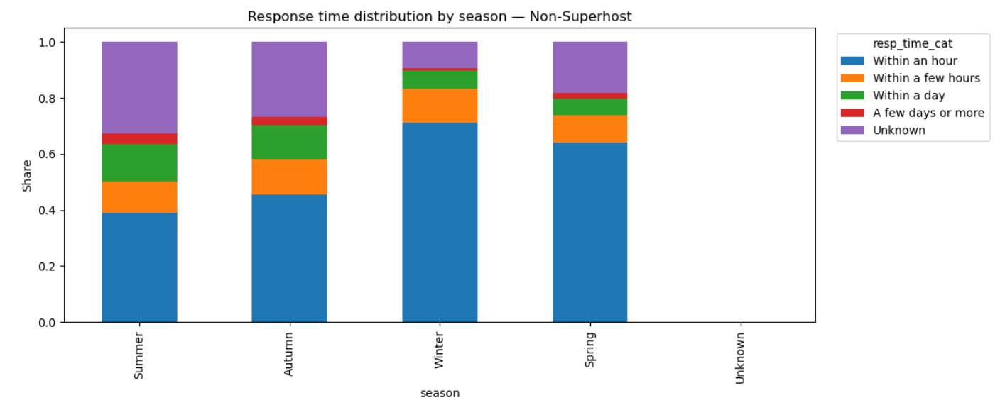 Response time distribution by season — Non-Superhost
1.0
0.8
0.6
0.4
0.2
0.0
Share
Summer
Autumn
Winter
Spring
Unknown
season
resp_time_cat
Within an hour
Within a few hours
Within a day
A few days or more
Unknown